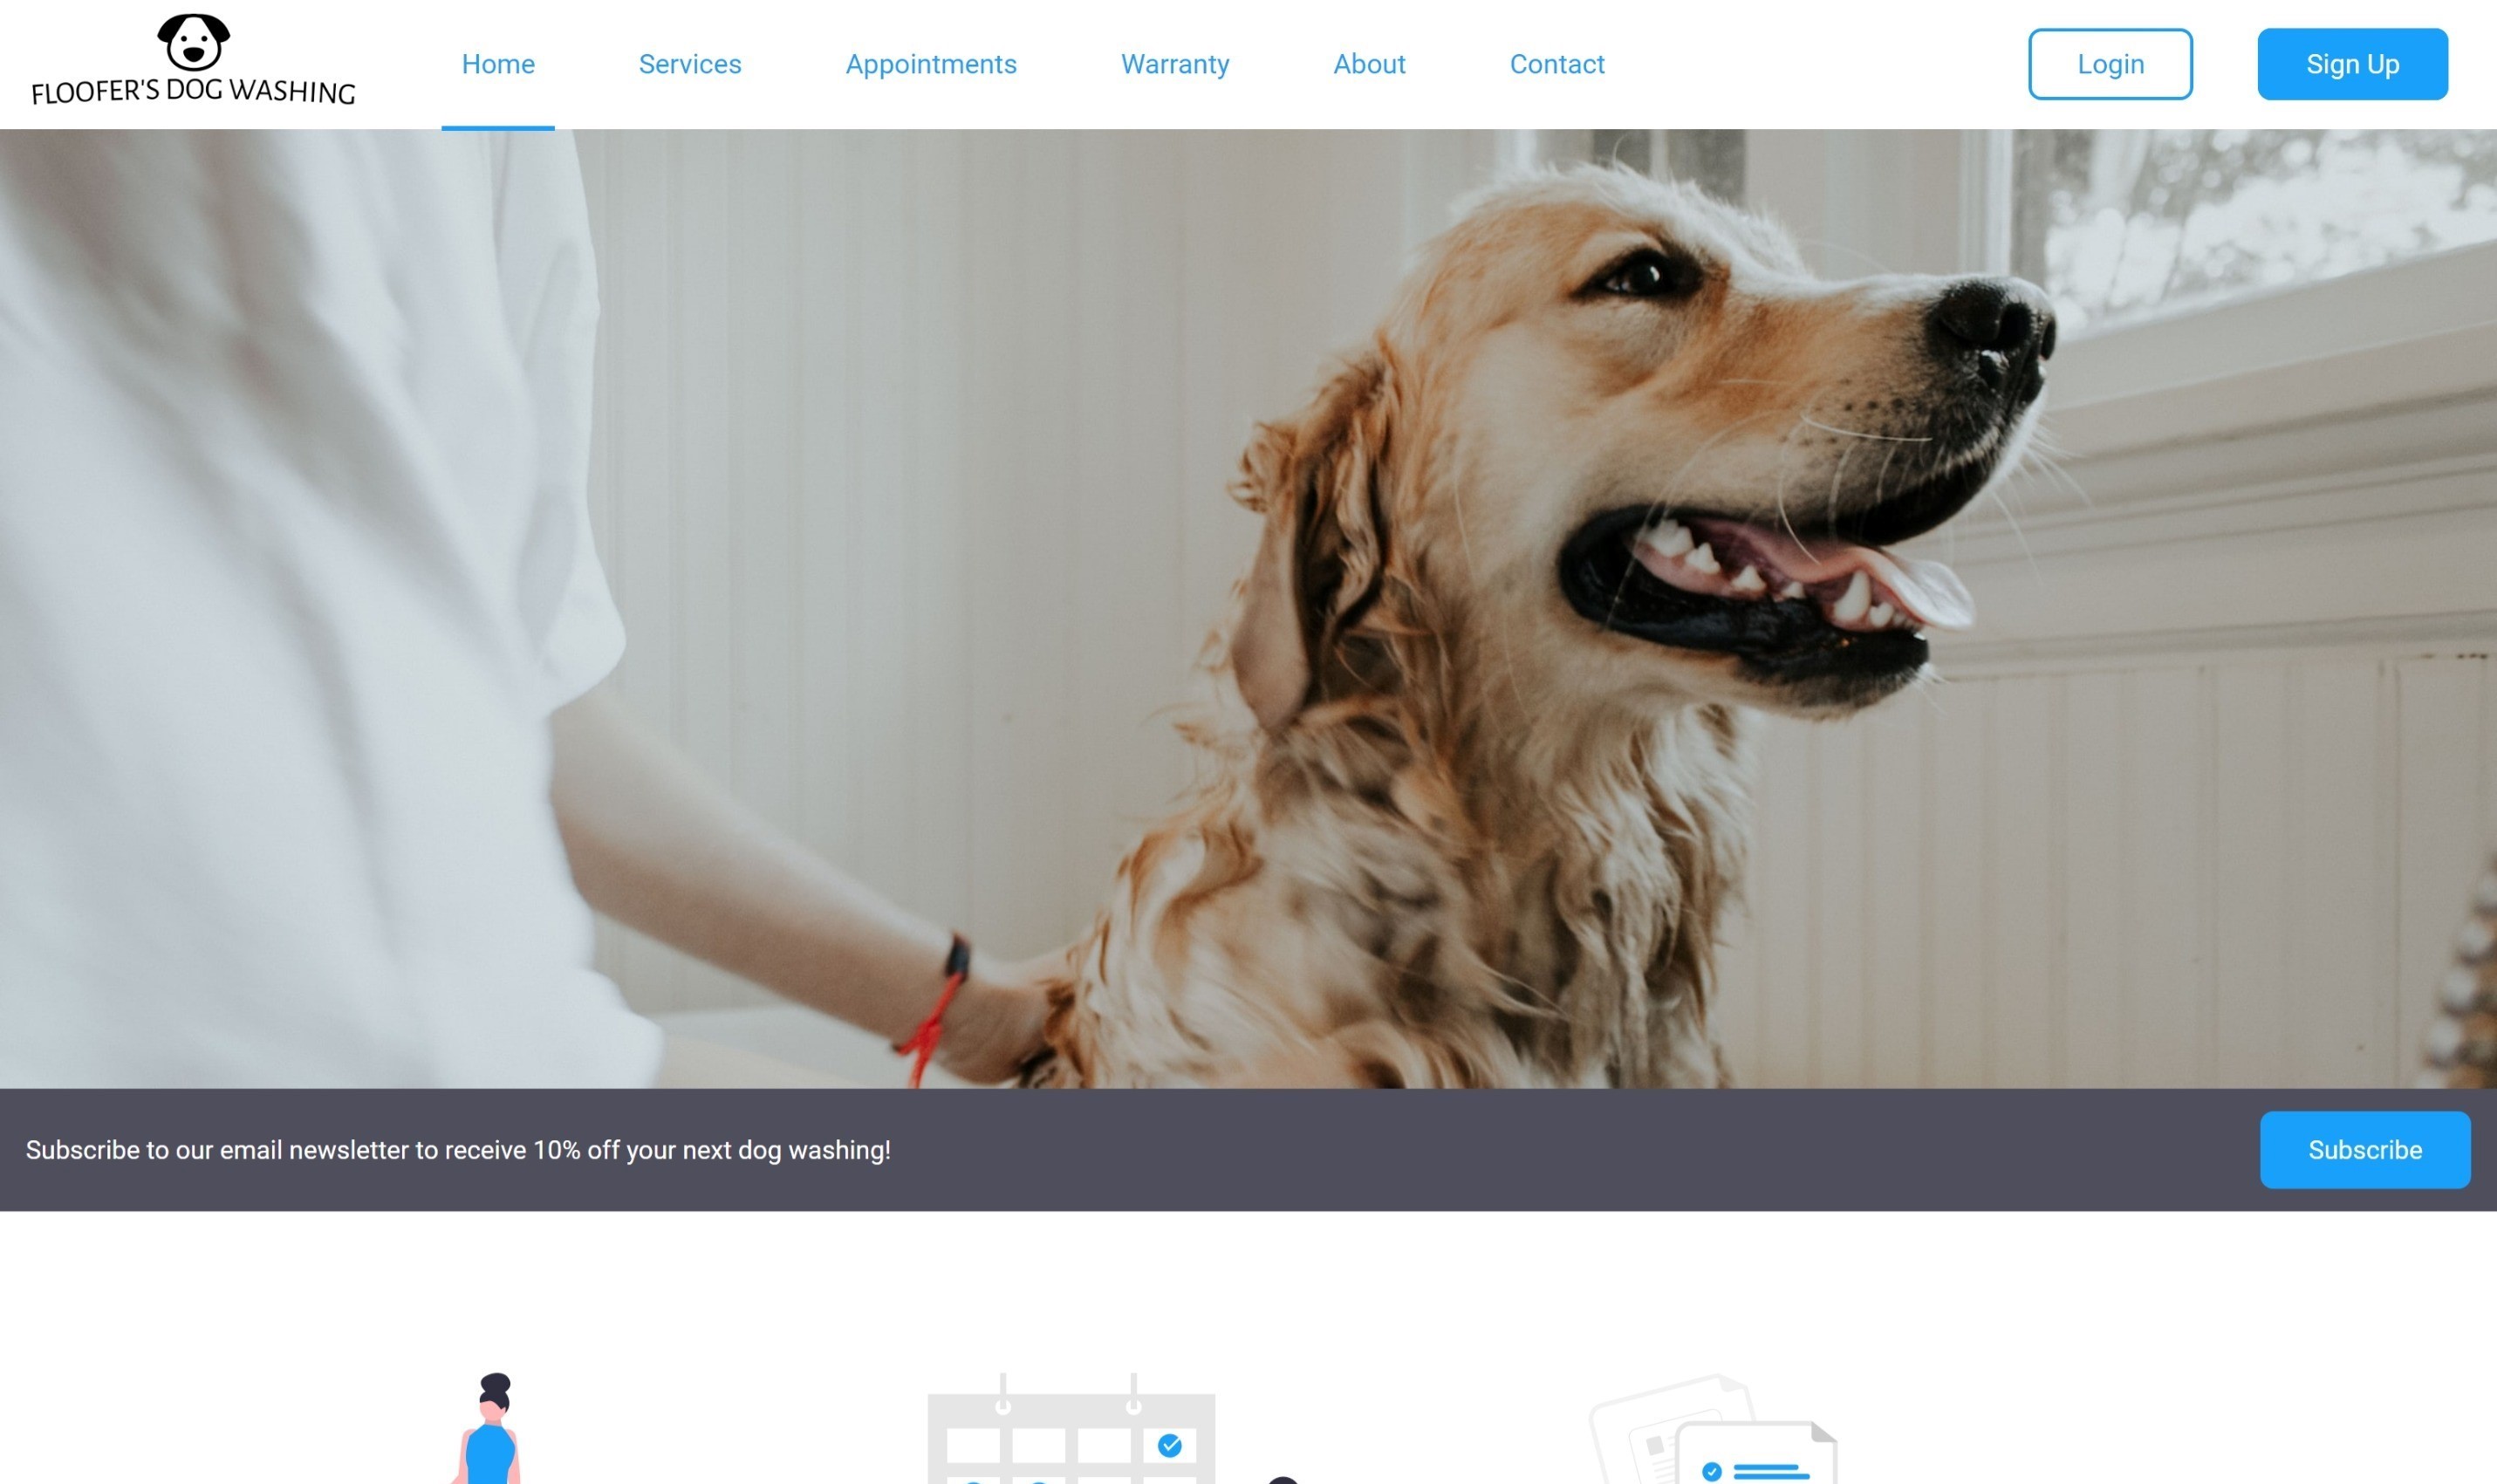 FLOOFER'S DOG WASHING
Home Services Appointments Warranty About Contact Login Sign Up
Subscribe to our email newsletter to receive 10% off your next dog washing! Subscribe